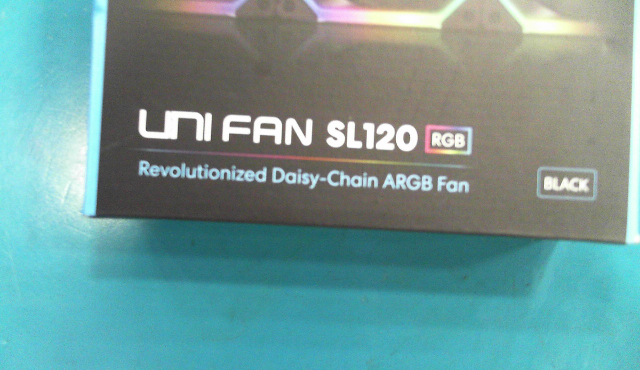 UNI FAN SL120 RGB
Revolutionized Daisy-Chain ARGB Fan
BLACK